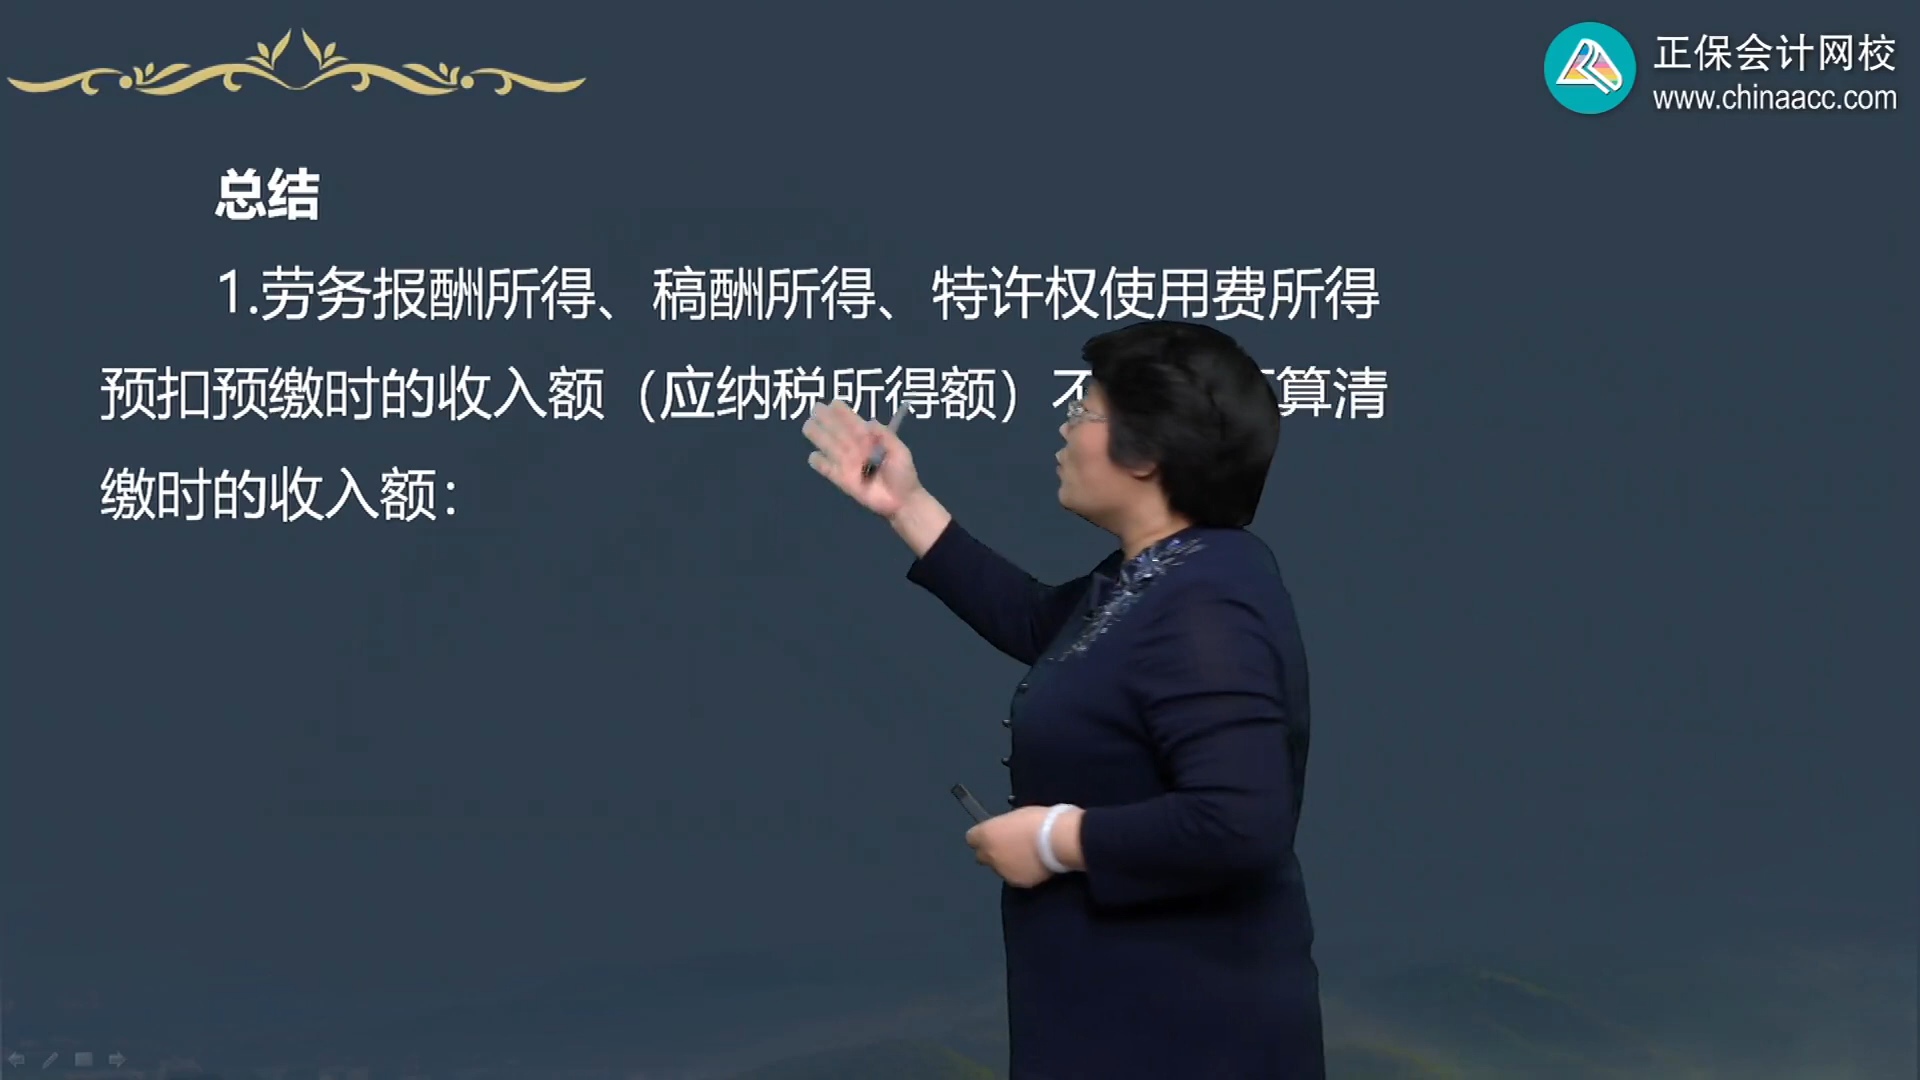 正保会计网校
www.chinaacc.com
总结
1.劳务报酬所得、稿酬所得、特许权使用费所得
预扣预缴时的收入额（应纳税所得额）不 算清
缴时的收入额：